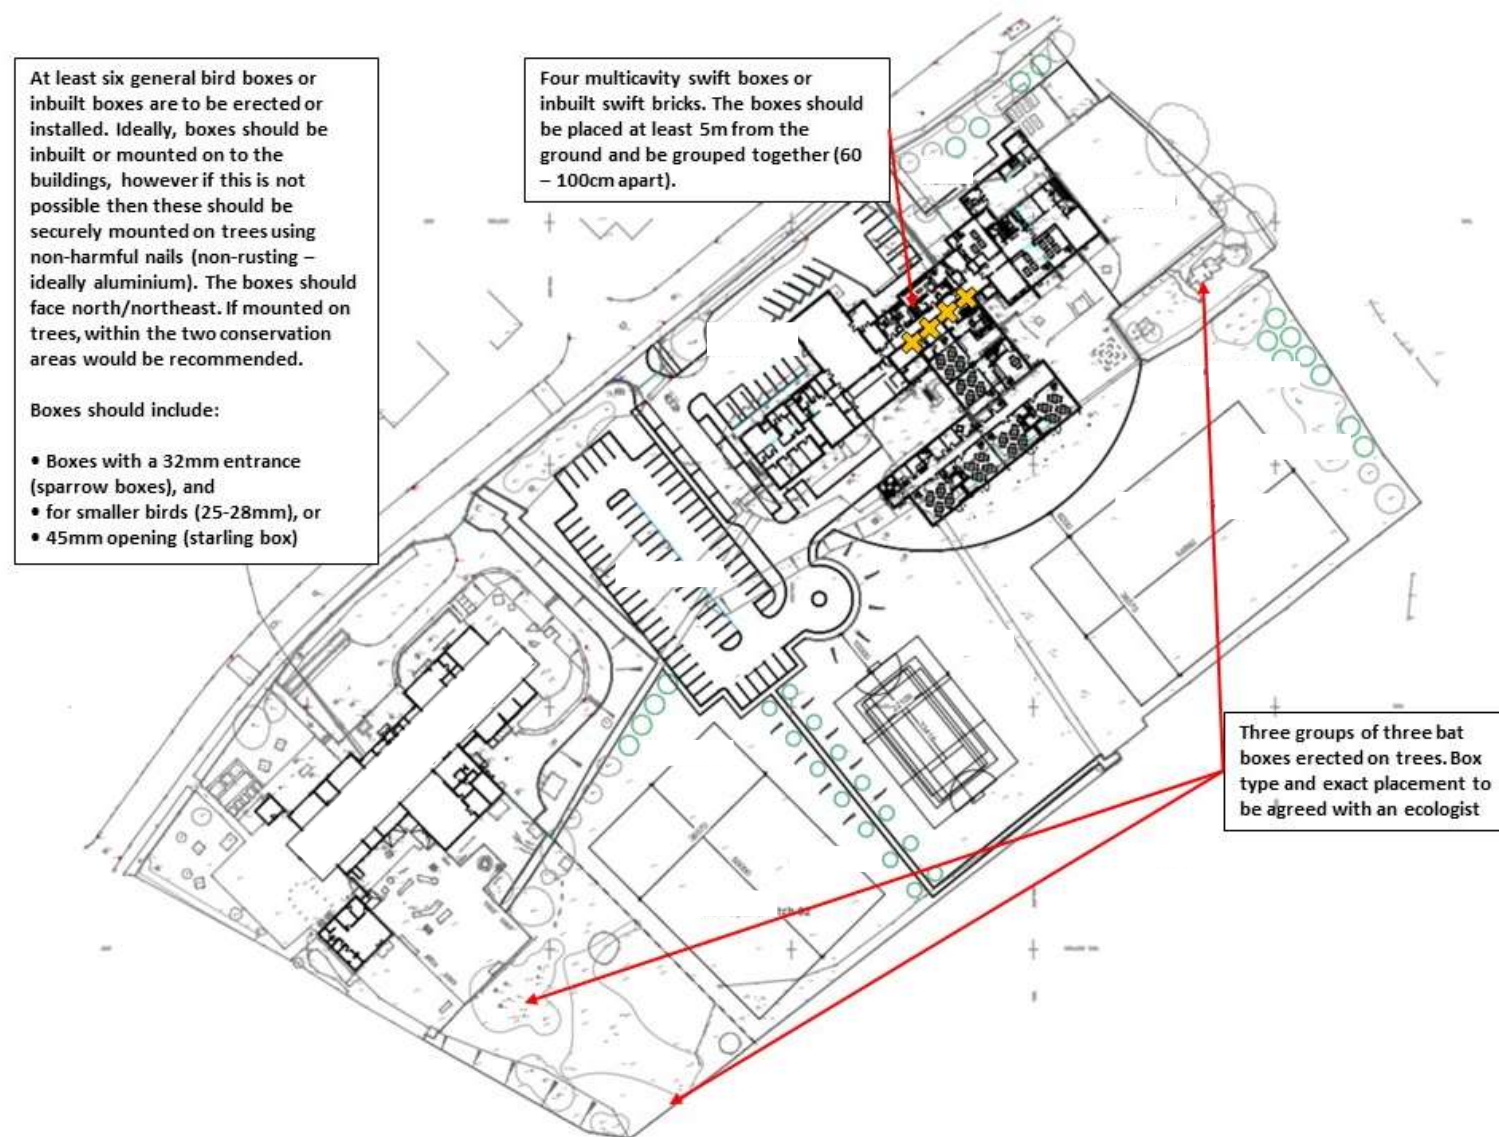 At least six general bird boxes or
inbuilt boxes are to be erected or
installed. Ideally, boxes should be
inbuilt or mounted on to the
buildings, however if this is not
possible then these should be
securely mounted on trees using
non-harmful nails (non-rusting –
ideally aluminium). The boxes should
face north/northeast. If mounted on
trees, within the two conservation
areas would be recommended.
Boxes should include:
• Boxes with a 32mm entrance
(sparrow boxes), and
• for smaller birds (25-28mm), or
• 45mm opening (starling box)
Four multicavity swift boxes or
inbuilt swift bricks. The boxes should
be placed at least 5m from the
ground and be grouped together (60
– 100cm apart).
Three groups of three bat
boxes erected on trees. Box
type and exact placement to
be agreed with an ecologist